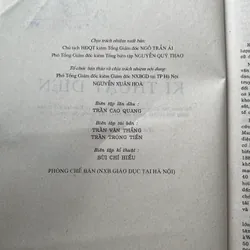 Chịu trách nhiệm xuất bản:
Chủ tịch HĐQT kiêm Tổng Giám đốc NGÔ TRẦN ÁI
Phó Tổng Giám đốc kiêm Tổng biên tập NGUYỄN QUÝ THAO
Tổ chức bản thảo và chịu trách nhiệm nội dung:
Phó Tổng Giám đốc kiêm Giám đốc NXBGD tại TP Hà Nội
NGUYỄN XUÂN HOÀ
Biên tập lần đầu:
TRẦN CAO QUANG
Biên tập tái bản:
TRẦN VĂN THẮNG
TRẦN TRỌNG TIẾN
Biên tập kĩ thuật:
BÙI CHÍ HIẾU
PHÒNG CHẾ BẢN (NXB GIÁO DỤC TẠI HÀ NỘI)